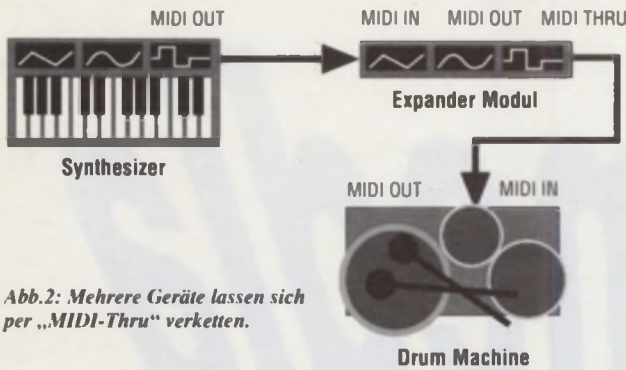 MIDI OUT
MIDI IN MIDI OUT MIDI THRU
Expander Modul
Synthesizer
MIDI OUT MIDI IN
Abb.2: Mehrere Geräte lassen sich
per „MIDI-Thru“ verketten.
Drum Machine